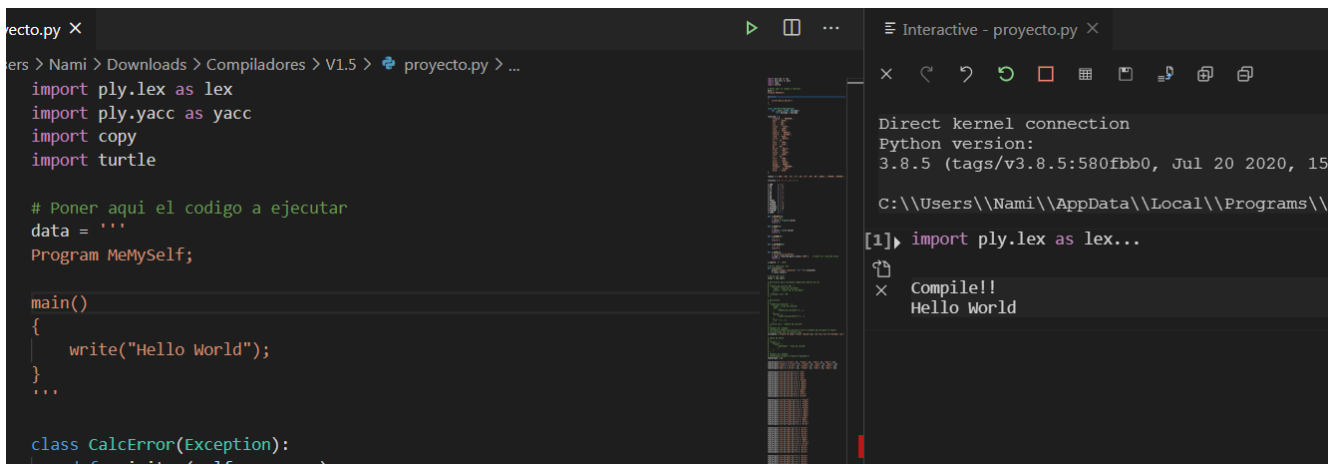 yecto.py ×
ers > Nami > Downloads > Compiladores > V1.5 > proyecto.py > ...
import ply.lex as lex
import ply.yacc as yacc
import copy
import turtle
# Poner aqui el codigo a ejecutar
data = '''
Program MeMySelf;
main()
{
write("Hello World");
}
'''
class CalcError(Exception):
Interactive - proyecto.py ×
Direct kernel connection
Python version:
3.8.5 (tags/v3.8.5:580fbb0, Jul 20 2020, 15
C:\\Users\\Nami\\AppData\\Local\\Programs\\
[1] import ply.lex as lex...
Compile!!
Hello World